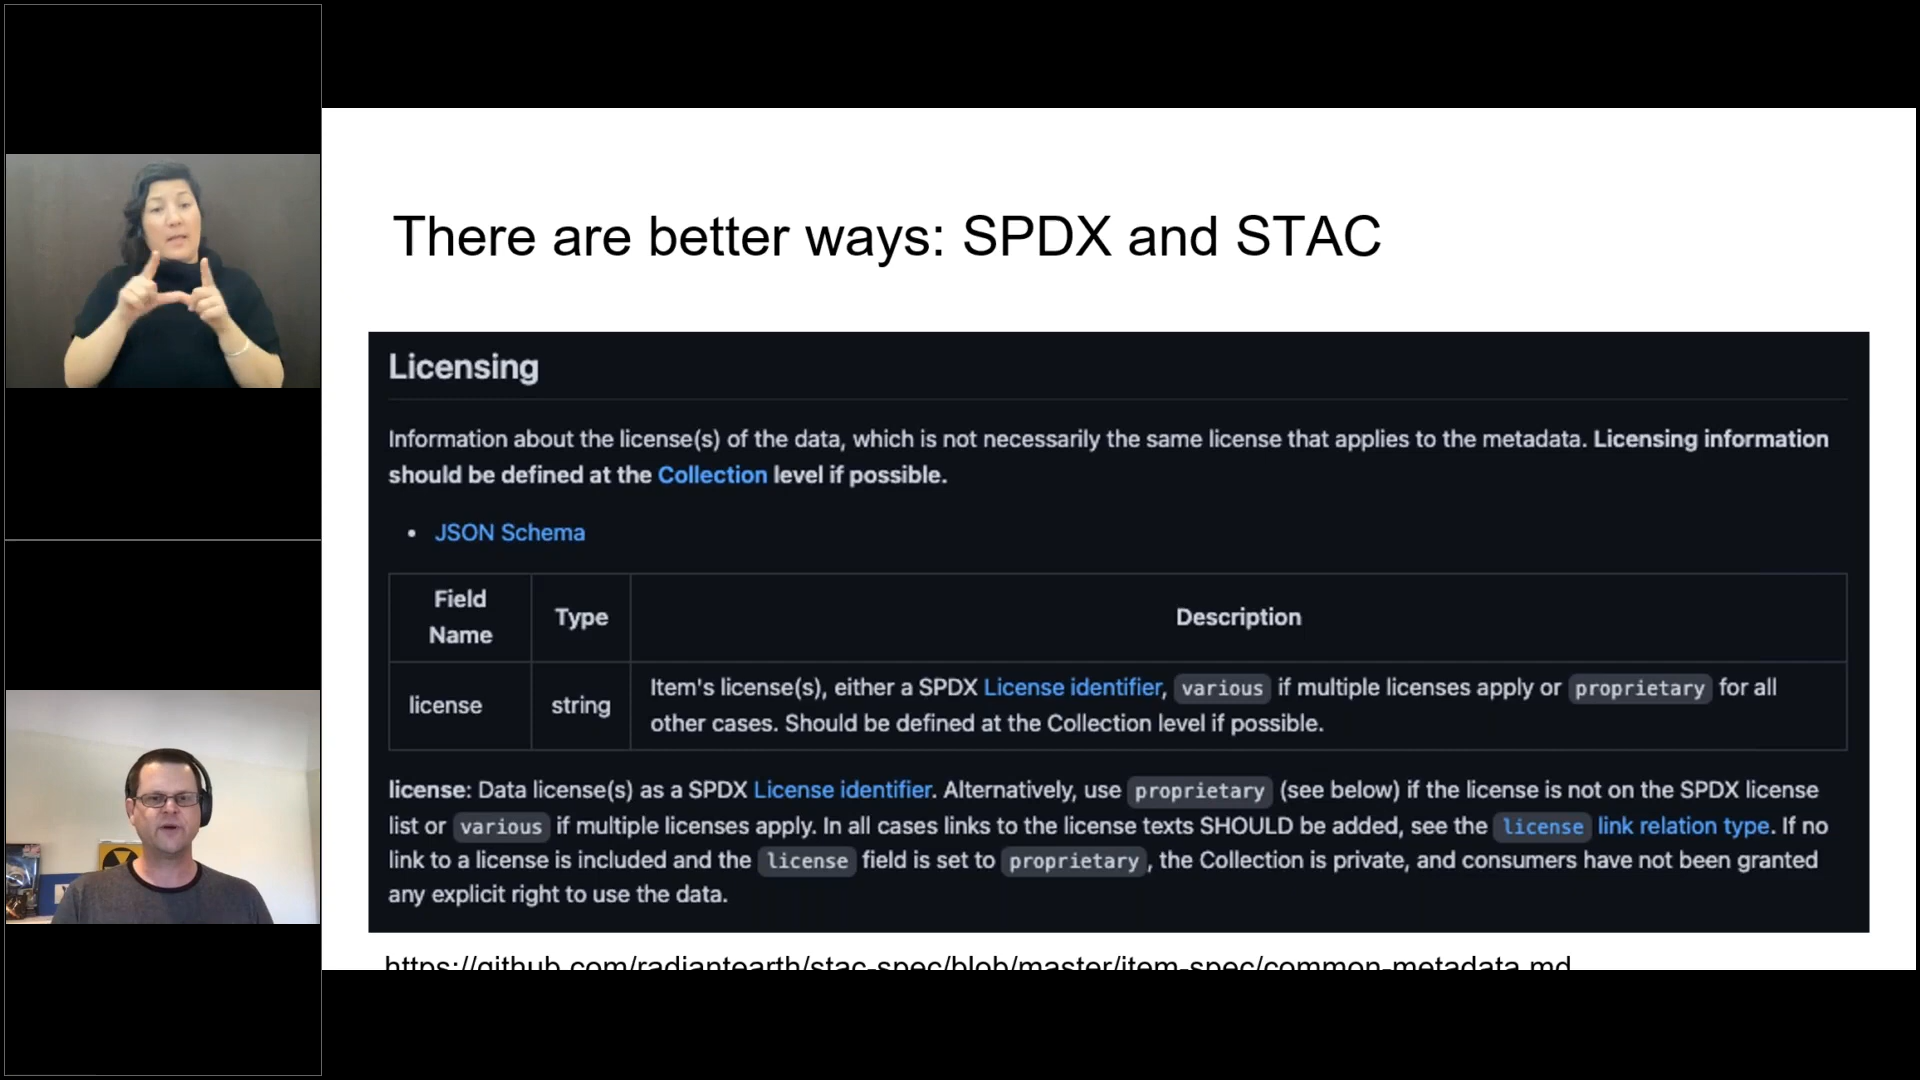 There are better ways: SPDX and STAC
Licensing
Information about the license(s) of the data, which is not necessarily the same license that applies to the metadata. Licensing information
should be defined at the Collection level if possible.
• JSON Schema
Field Name
Type
Description
license
string
Item's license(s), either a SPDX License identifier, various if multiple licenses apply or proprietary for all
other cases. Should be defined at the Collection level if possible.
license: Data license(s) as a SPDX License identifier. Alternatively, use proprietary (see below) if the license is not on the SPDX license
list or various if multiple licenses apply. In all cases links to the license texts SHOULD be added, see the license link relation type. If no
link to a license is included and the license field is set to proprietary, the Collection is private, and consumers have not been granted
any explicit right to use the data.
https://github.com/radiantearth/stac-spec/blob/master/item-spec/common-metadata.md